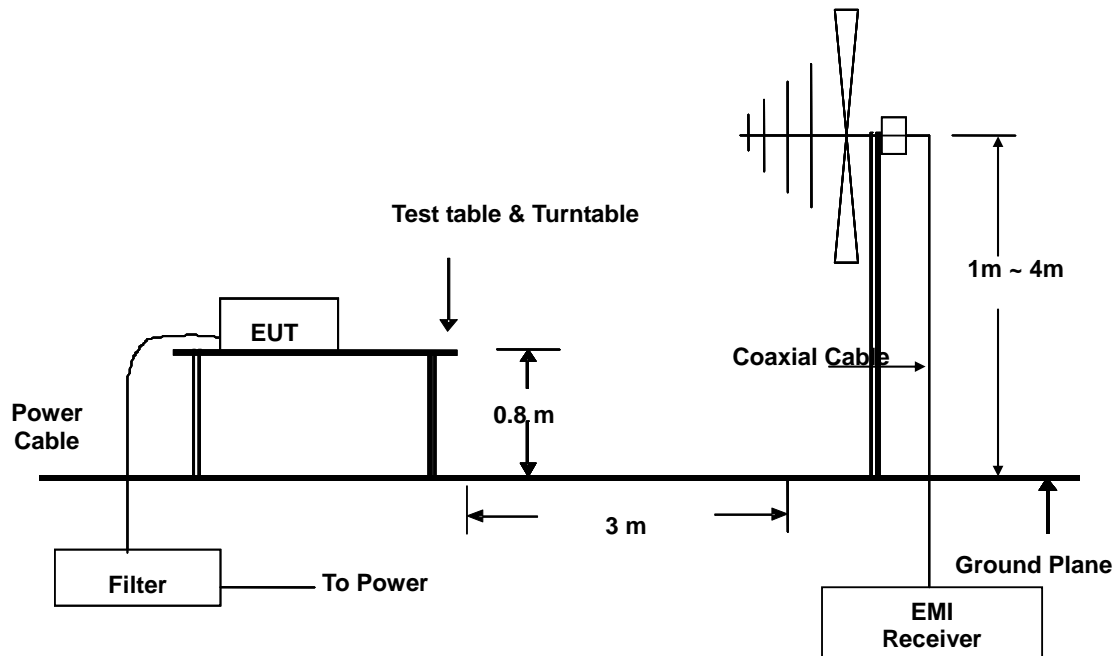 Test table & Turntable
1m ~ 4m
EUT
Coaxial Cable
0.8 m
Power
Cable
3 m
Ground Plane
Filter
To Power
EMI
Receiver